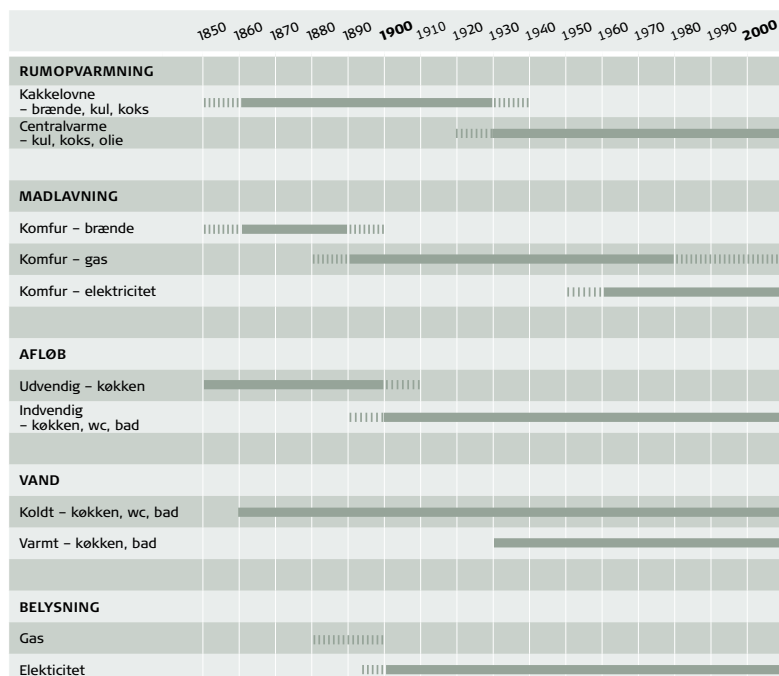 1850 1860 1870 1880 1890 1900 1910 1920 1930 1940 1950 1960 1970 1980 1990 2000
RUMOPVARMNING
Kakkelovne
– brænde, kul, koks
Centralvarme
– kul, koks, olie
MADLAVNING
Komfur – brænde
Komfur – gas
Komfur – elektricitet
AFLØB
Udvendig – køkken
Indvendig
– køkken, wc, bad
VAND
Koldt – køkken, wc, bad
Varmt – køkken, bad
BELYSNING
Gas
Elekticitet